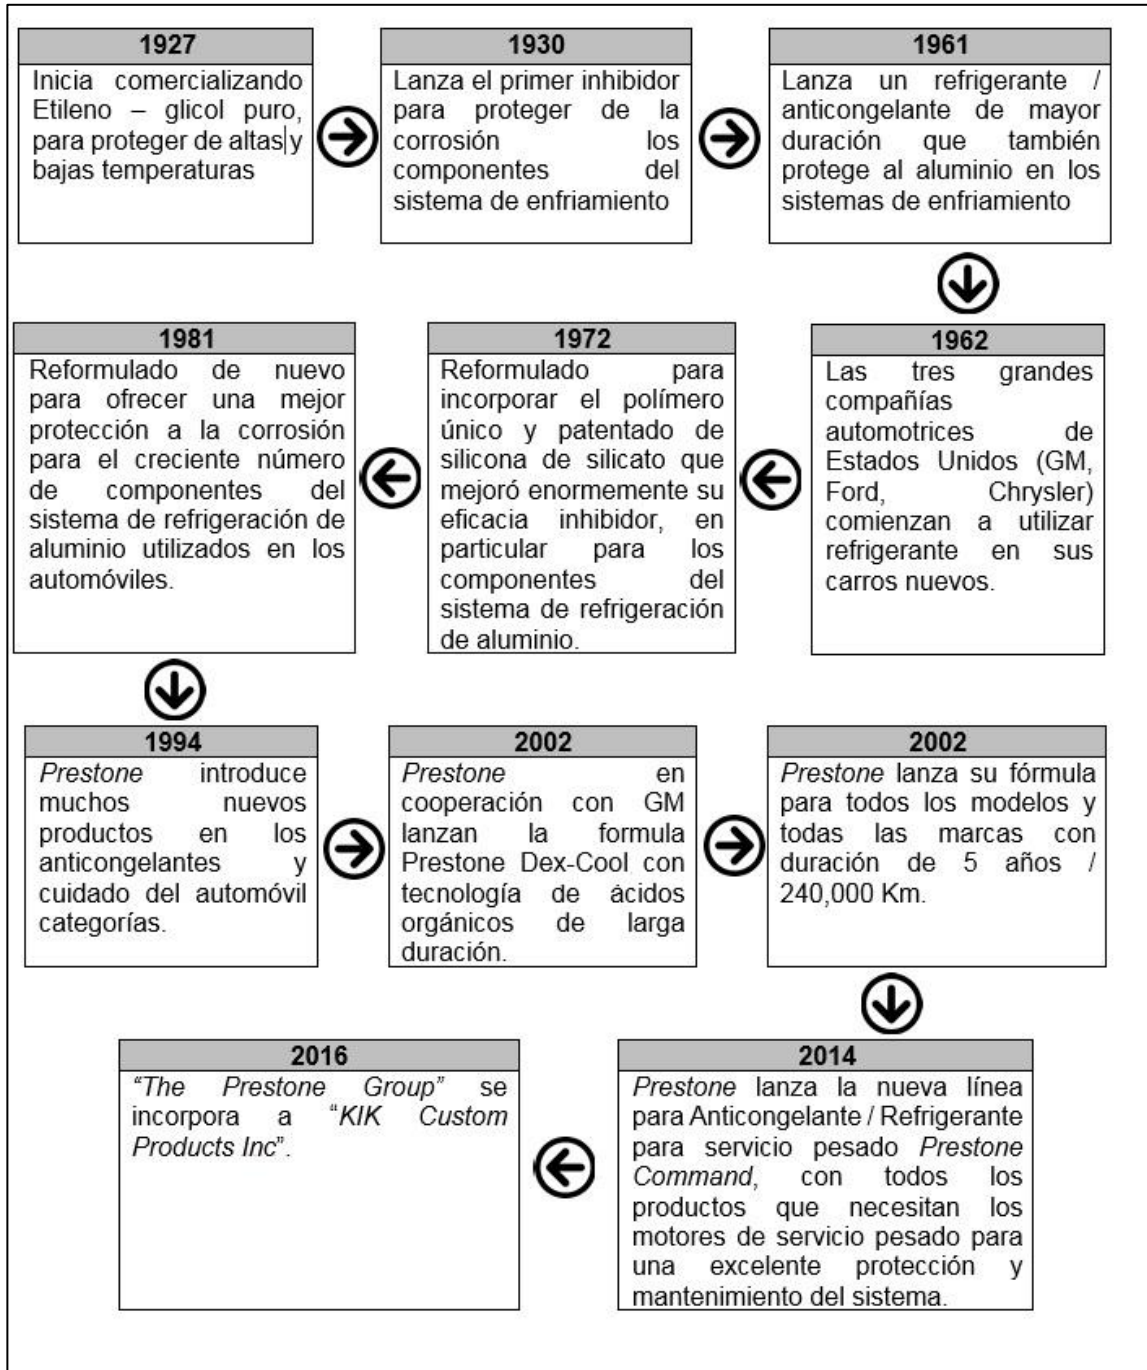 1927
Inicia comercializando
Etileno – glicol puro,
para proteger de altas y
bajas temperaturas
1930
Lanza el primer inhibidor
para proteger de la
corrosión los
componentes del
sistema de enfriamiento
1961
Lanza un refrigerante /
anticongelante de mayor
duración que también
protege al aluminio en los
sistemas de enfriamiento
1962
Las tres grandes
compañías
automotrices de
Estados Unidos (GM,
Ford, Chrysler)
comienzan a utilizar
refrigerante en sus
carros nuevos.
1972
Reformulado para
incorporar el polímero
único y patentado de
silicona de silicato que
mejoró enormemente su
eficacia inhibidor, en
particular para los
componentes del
sistema de refrigeración
de aluminio.
1981
Reformulado de nuevo
para ofrecer una mejor
protección a la corrosión
para el creciente número
de componentes del
sistema de refrigeración de
aluminio utilizados en los
automóviles.
1994
Prestone introduce
muchos nuevos
productos en los
anticongelantes y
cuidado del automóvil
categorías.
2002
Prestone en
cooperación con GM
lanzan la formula
Prestone Dex-Cool con
tecnología de ácidos
orgánicos de larga
duración.
2002
Prestone lanza su fórmula
para todos los modelos y
todas las marcas con
duración de 5 años /
240,000 Km.
2014
Prestone lanza la nueva línea
para Anticongelante / Refrigerante
para servicio pesado Prestone
Command, con todos los
productos que necesitan los
motores de servicio pesado para
una excelente protección y
mantenimiento del sistema.
2016
“The Prestone Group” se
incorpora a “KIK Custom
Products Inc”.